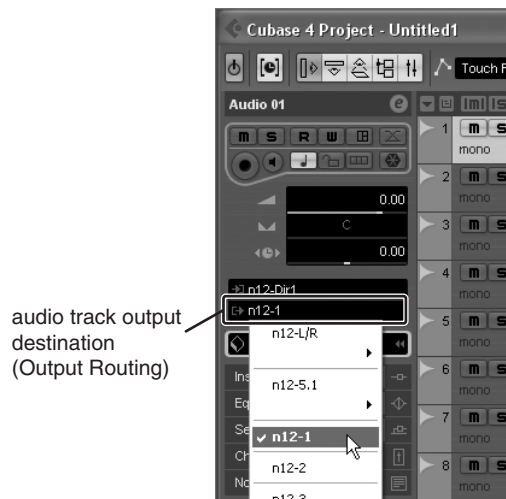 Cubase 4 Project - Untitled1
Touch F
Audio 01
e
m S R W
0.00
C
0.00
n12-Dir1
n12-1
n12-L/R
n12-5.1
✓ n12-1
n12-2
n12-3
Ins
Eq
Se
Ch
No
audio track output
destination
(Output Routing)
1 m S
mono
2 m S
mono
3 m S
mono
4 m S
mono
5 m S
mono
6 m S
mono
7 m S
mono
8 m S
mono